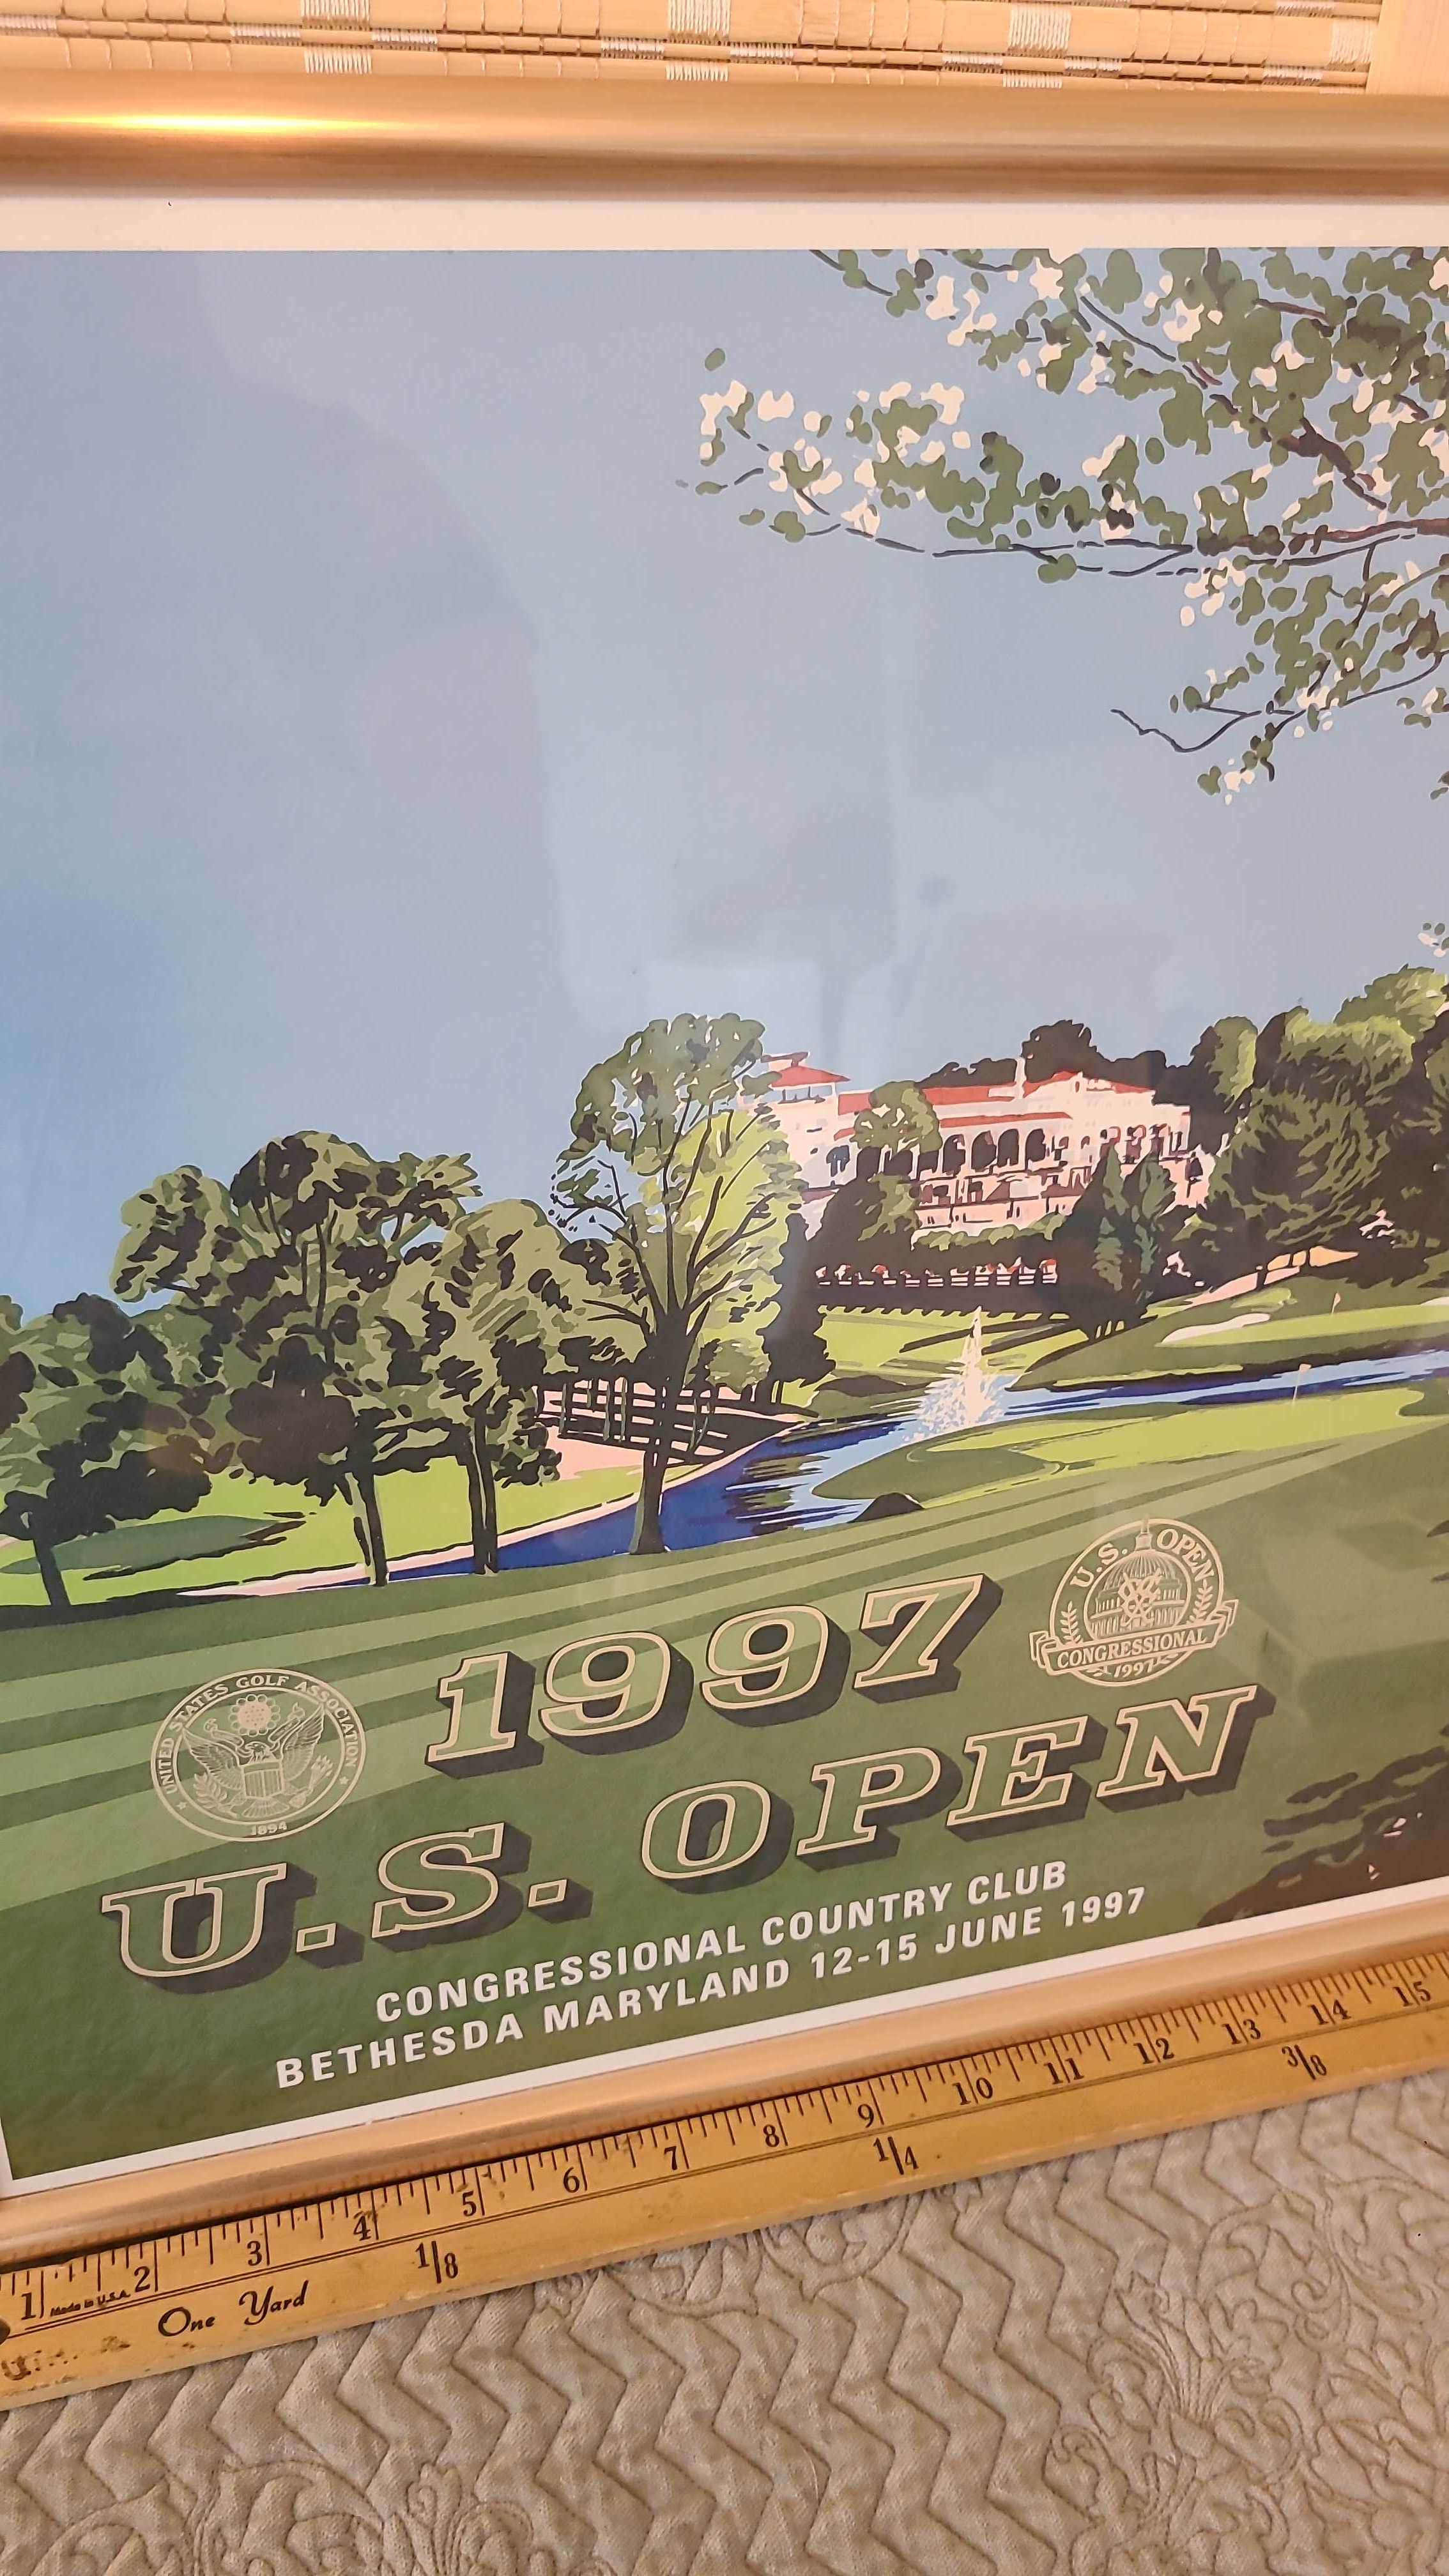 U.S. OPEN
CONGRESSIONAL
1997
1997
UNITED STATES GOLF ASSOCIATION
1894
U.S. OPEN
CONGRESSIONAL COUNTRY CLUB
BETHESDA MARYLAND 12-15 JUNE 1997
1 2 3 4 5 6 7 8 9 10 11 12 13 14 15
Made in U.S.A.
One Yard 1/8 1/4 3/8